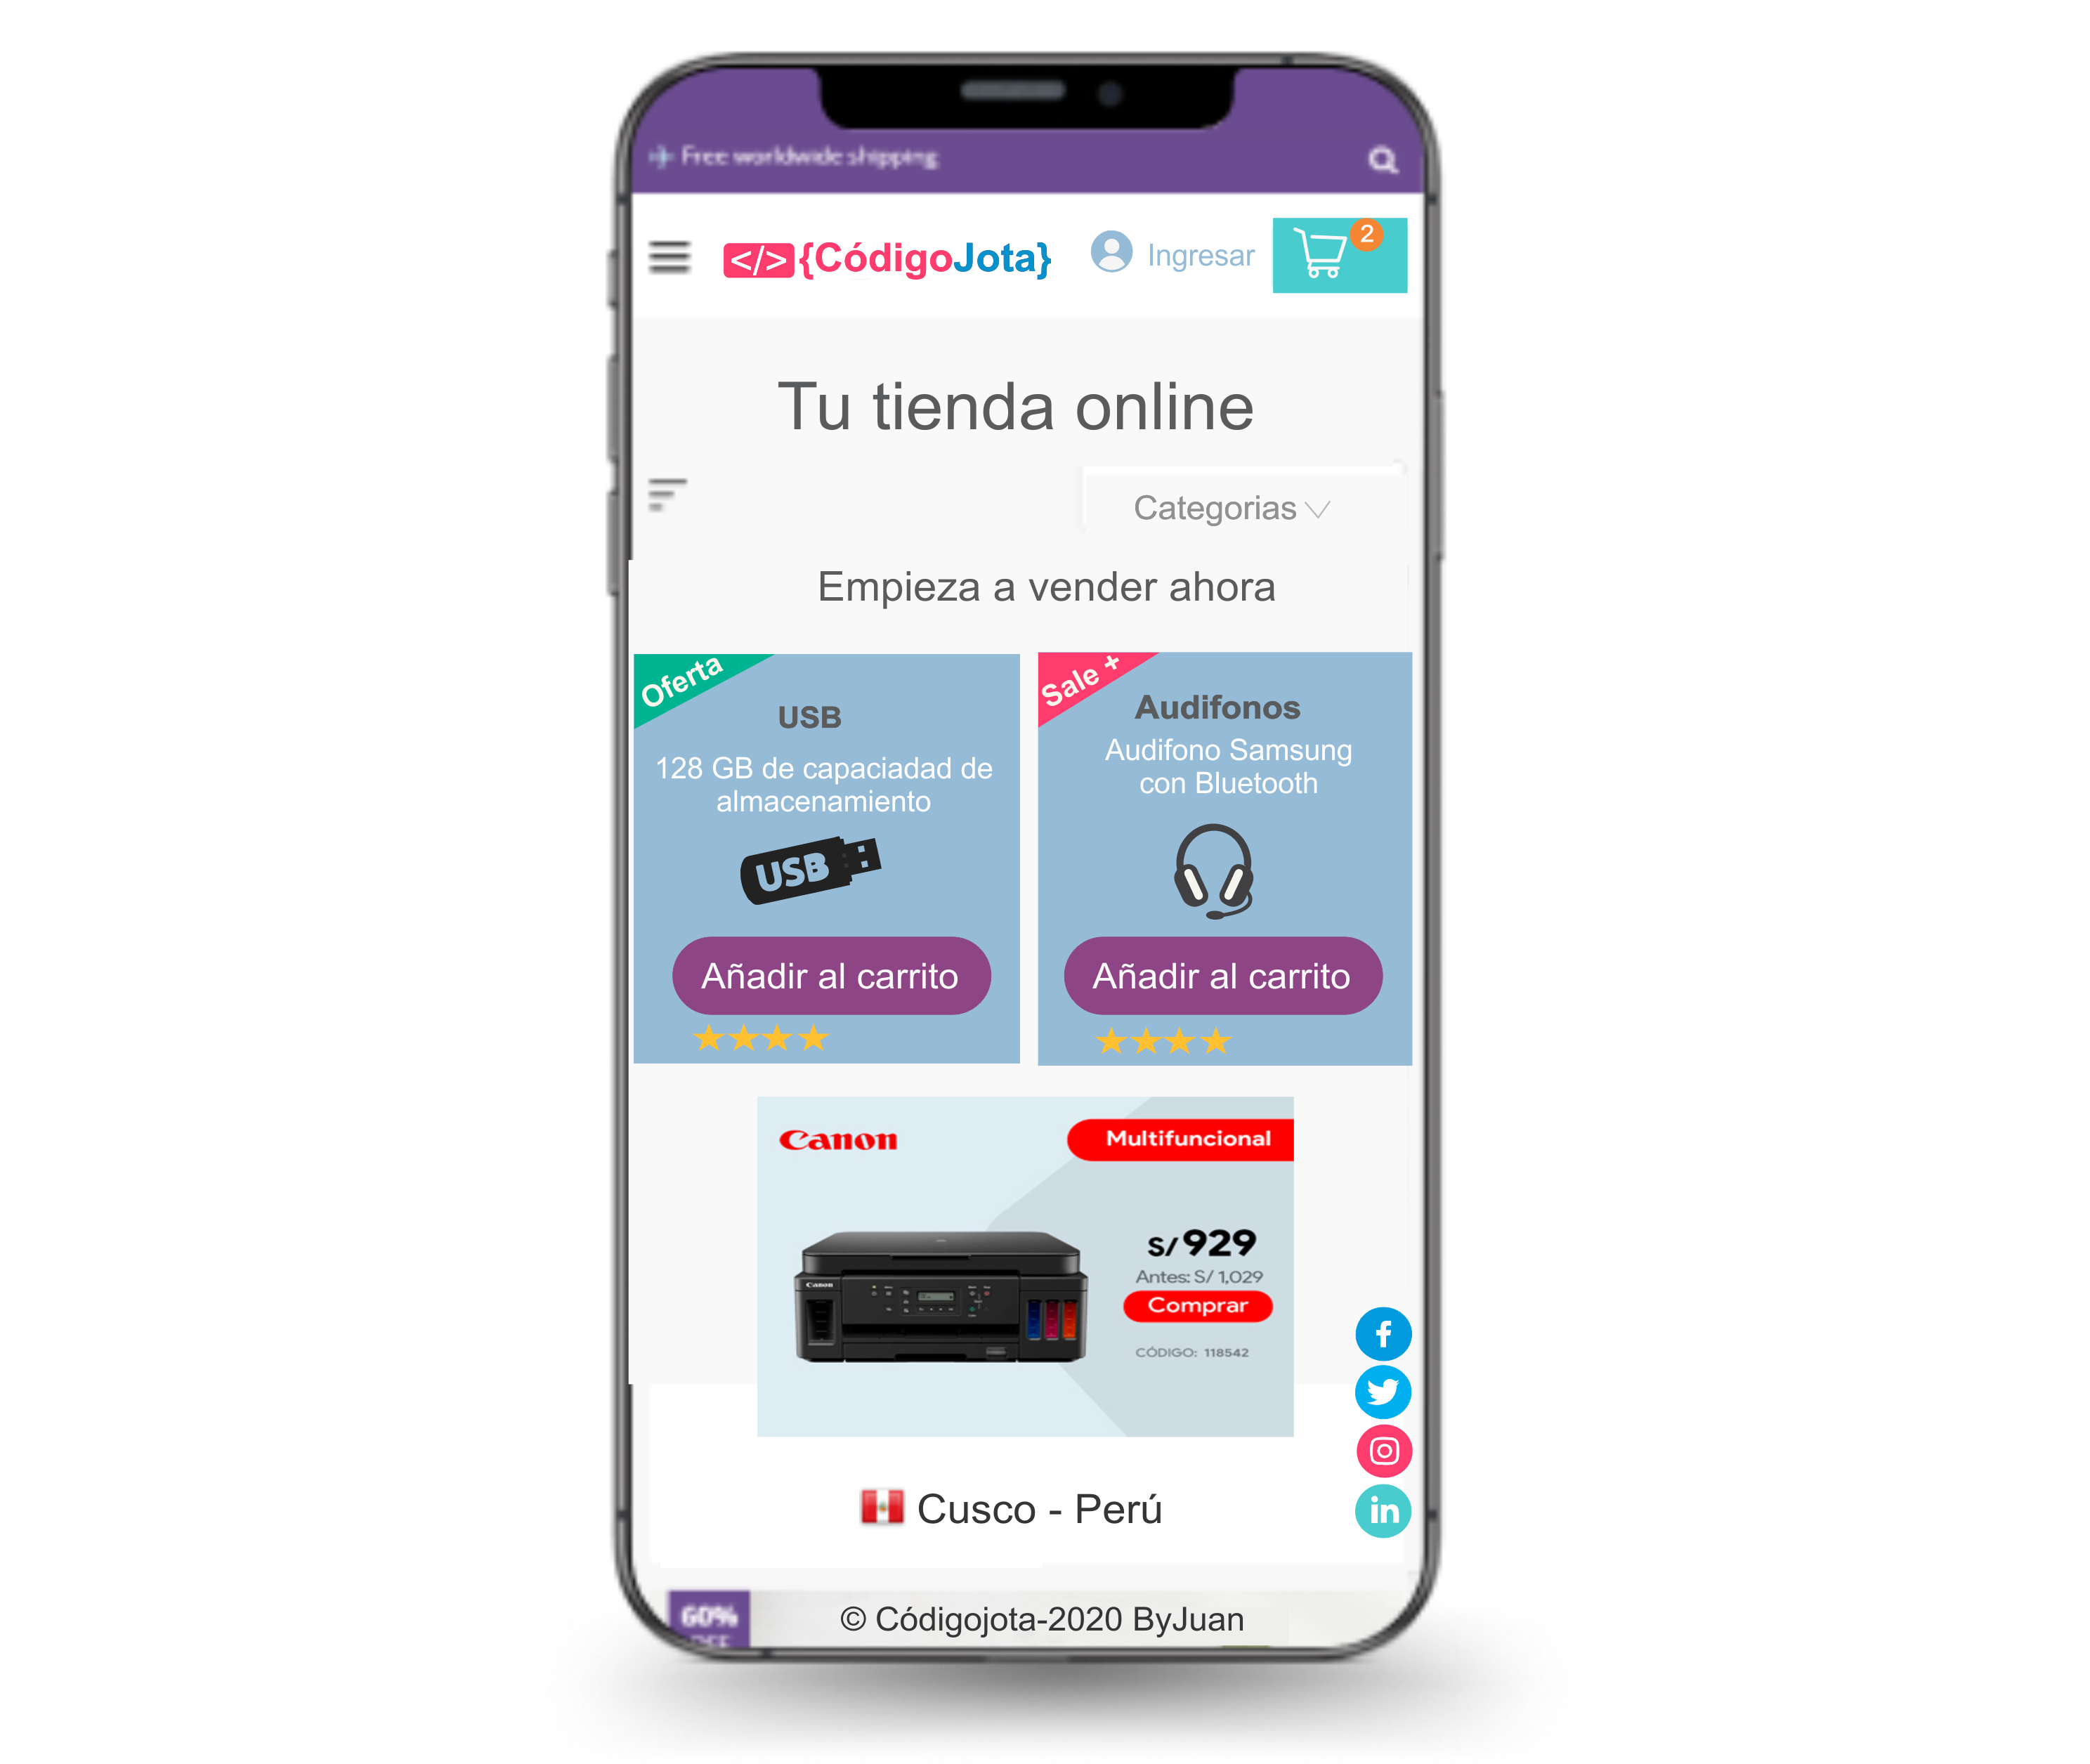 Free worldwide shipping
</> {CódigoJota}
Ingresar
2
Tu tienda online
Categorias
Empieza a vender ahora
Oferta
USB
128 GB de capaciadad de
almacenamiento
USB
Añadir al carrito
Sale +
Audifonos
Audifono Samsung
con Bluetooth
Añadir al carrito
Canon
Multifuncional
Canon
S/ 929
Antes: S/ 1,029
Comprar
CÓDIGO: 118542
f
in
Cusco - Perú
60%
© Códigojota-2020 ByJuan